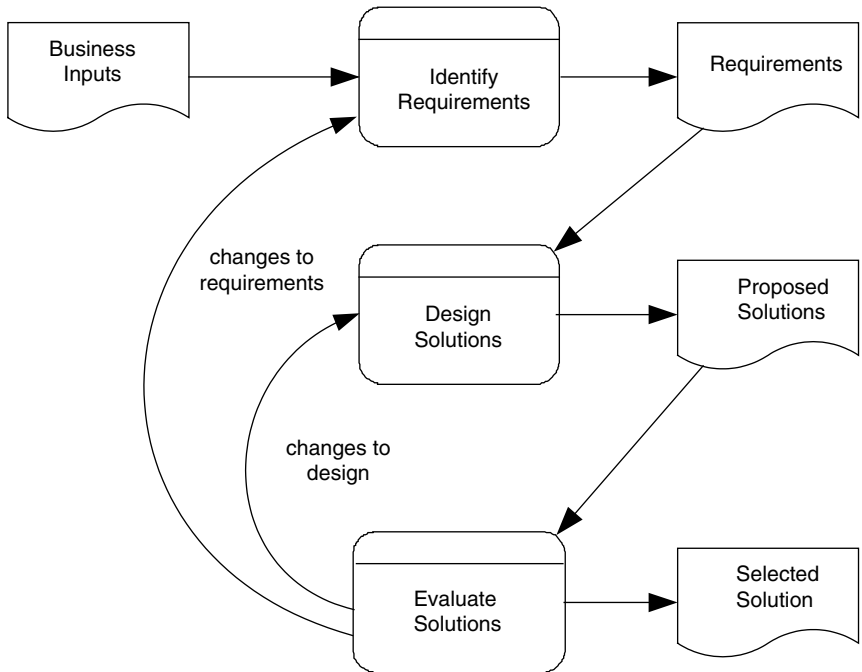 Business
Inputs
Identify
Requirements
Requirements
changes to
requirements
Design
Solutions
Proposed
Solutions
changes to
design
Evaluate
Solutions
Selected
Solution